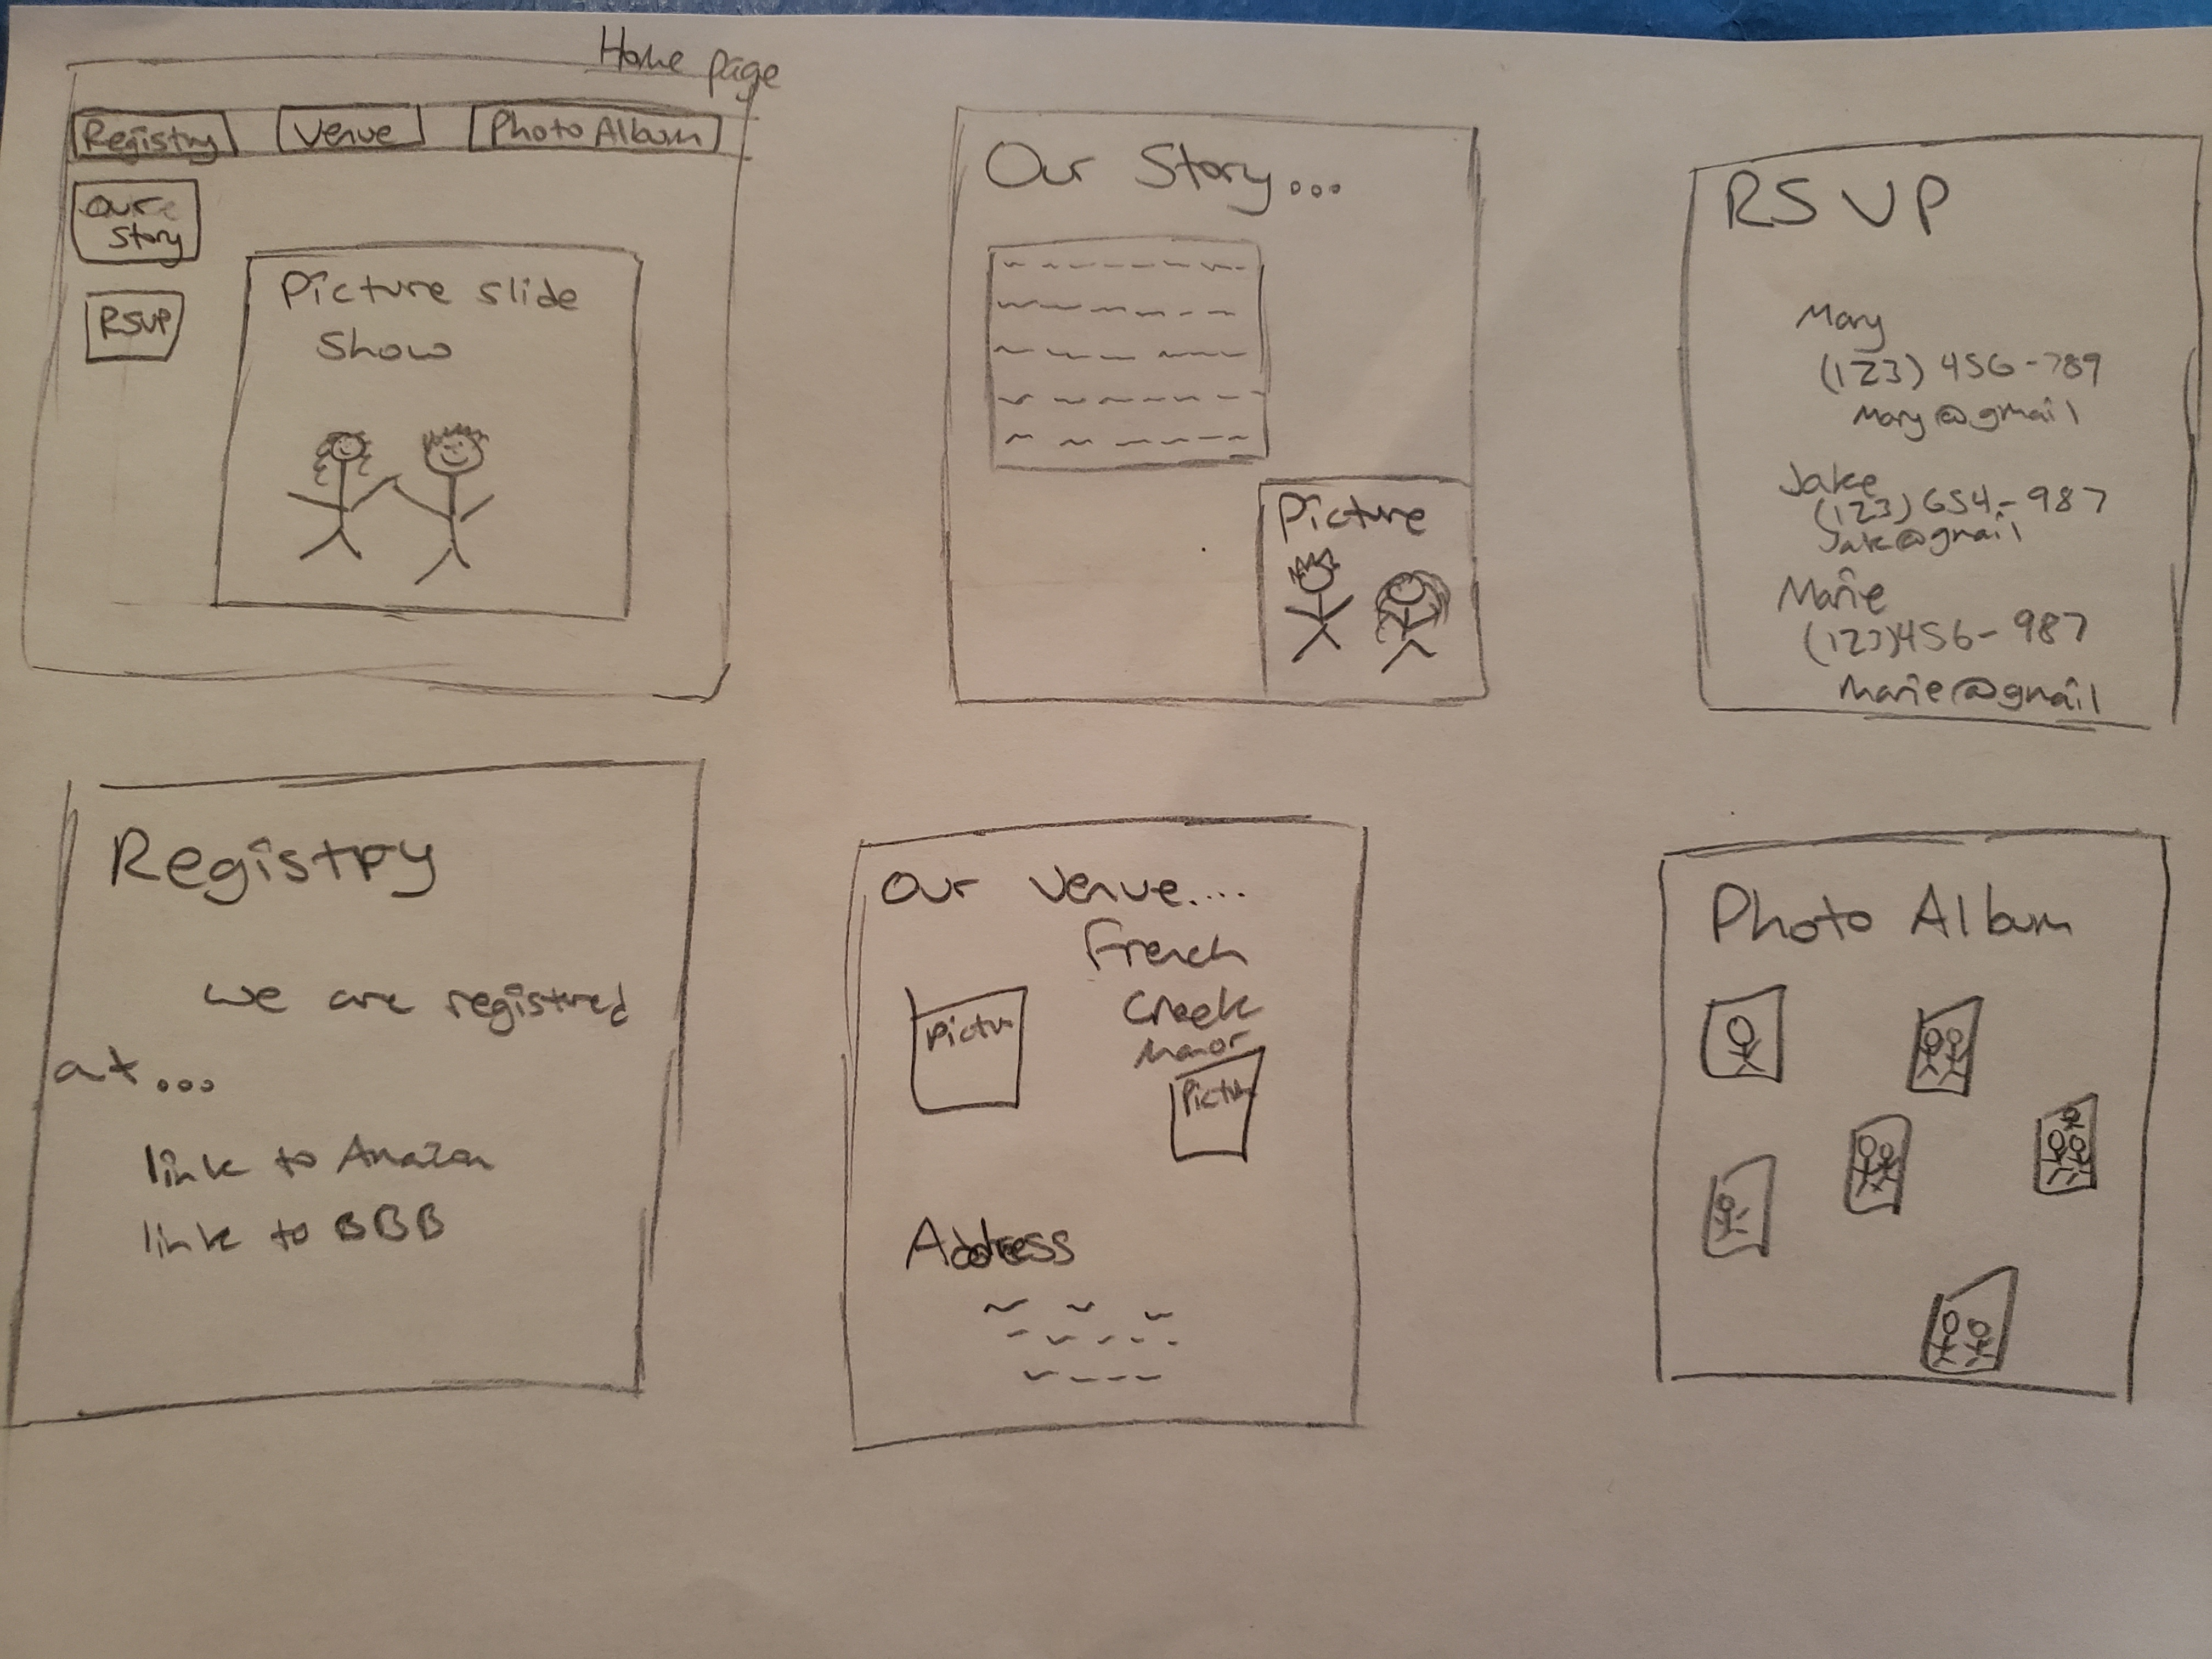 Home page
Registry Venue Photo Album
Our
Story
RSVP
Picture slide
Show
Our Story...
Picture
RSVP
Mary
(123) 456-789
Mary@gmail
Jake
(123) 654-987
Jake@gmail
Marie
(123)456-987
marie@gmail
Registry
we are registred
at...
link to Amazon
link to BBB
Our Venue....
French
Creek
Manor
Pictu
Pictu
Address
Photo Album